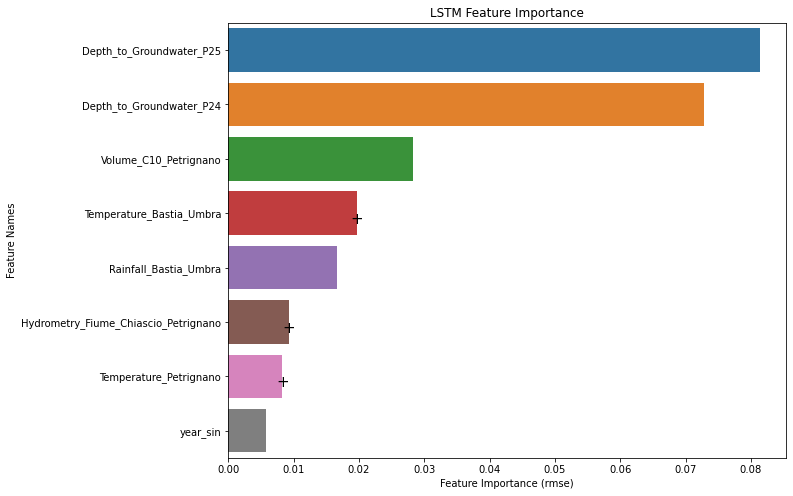 LSTM Feature Importance
Feature Names
Depth_to_Groundwater_P25
Depth_to_Groundwater_P24
Volume_C10_Petrignano
Temperature_Bastia_Umbra
Rainfall_Bastia_Umbra
Hydrometry_Fiume_Chiascio_Petrignano
Temperature_Petrignano
year_sin
0.00 0.01 0.02 0.03 0.04 0.05 0.06 0.07 0.08
Feature Importance (rmse)